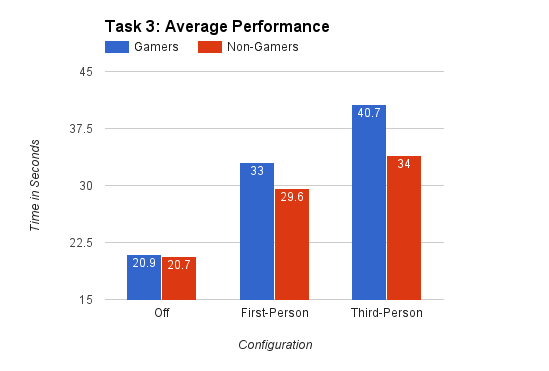 Task 3: Average Performance
Gamers Non-Gamers
45
37.5
30
22.5
15
Time in Seconds
20.9 20.7
33 29.6
40.7 34
Off First-Person Third-Person
Configuration